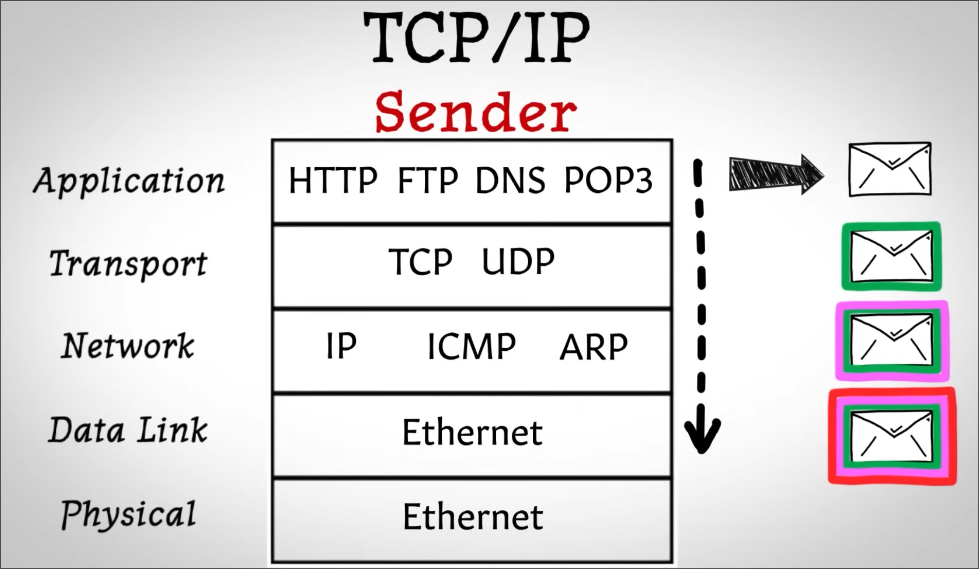 TCP/IP
Sender
Application HTTP FTP DNS POP3
Transport TCP UDP
Network IP ICMP ARP
Data Link Ethernet
Physical Ethernet